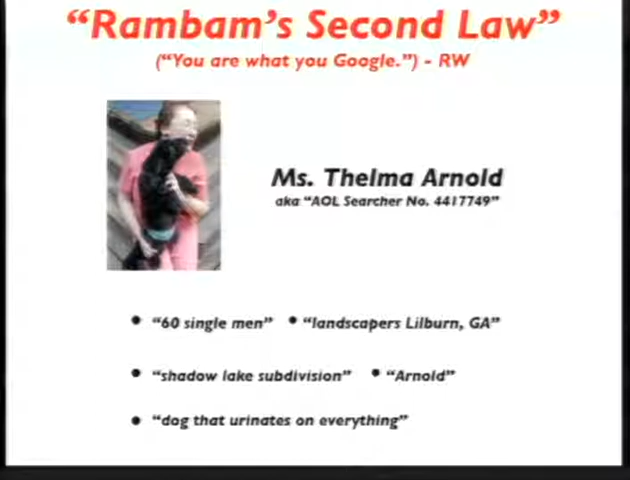 “Rambam’s Second Law”
(“You are what you Google.”) - RW
Ms. Thelma Arnold
aka “AOL Searcher No. 4417749”
• “60 single men” • “landscapers Lilburn, GA”
• “shadow lake subdivision” • “Arnold”
• “dog that urinates on everything”